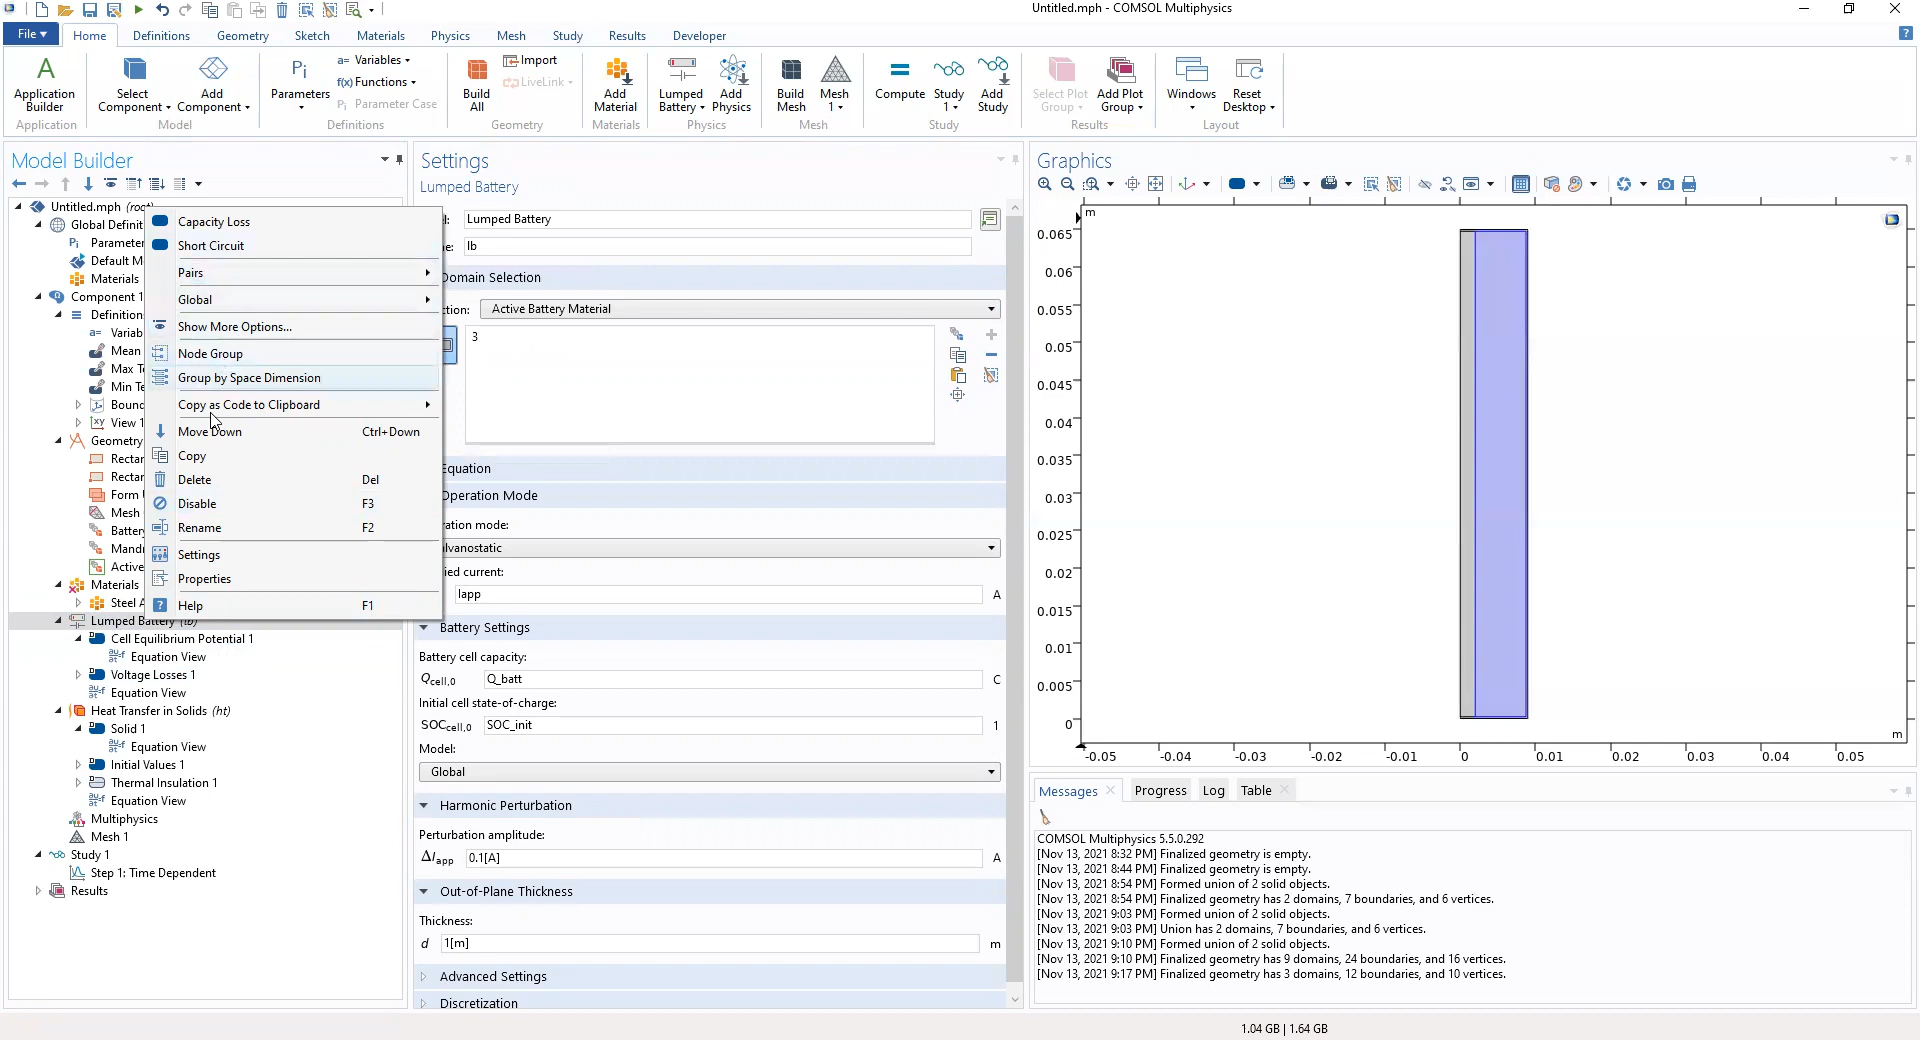 Untitled.mph - COMSOL Multiphysics
File
Home
Definitions
Geometry
Sketch
Materials
Physics
Mesh
Study
Results
Developer
Application
Builder
Application
Select
Component
Add
Component
Model
Pi
Parameters
a= Variables
f(x) Functions
Pi Parameter Case
Definitions
Build
All
Import
LiveLink
Geometry
Add
Material
Materials
Lumped
Battery
Add
Physics
Physics
Build
Mesh
Mesh
1
Mesh
Compute
Study
1
Add
Study
Study
Select Plot
Group
Add Plot
Group
Results
Windows
Reset
Desktop
Layout
Model Builder
Untitled.mph (root)
Global Definit
Pi Parameter
Default M
Materials
Component 1
Definition
a= Variab
Mean
Max T
Min Te
Bound
View 1
Geometry
Rectar
Rectar
Form
Mesh
Battery
Mandr
Active
Materials
Steel A
Lumped Battery (lb)
Cell Equilibrium Potential 1
Equation View
Voltage Losses 1
Equation View
Heat Transfer in Solids (ht)
Solid 1
Equation View
Initial Values 1
Thermal Insulation 1
Equation View
Multiphysics
Mesh 1
Study 1
Step 1: Time Dependent
Results
Capacity Loss
Short Circuit
Pairs
Global
Show More Options...
Node Group
Group by Space Dimension
Copy as Code to Clipboard
Move Down Ctrl+Down
Copy
Delete Del
Disable F3
Rename F2
Settings
Properties
Help F1
Settings
Lumped Battery
l: Lumped Battery
e: lb
Domain Selection
ction: Active Battery Material
3
Equation
Operation Mode
ration mode:
lvanostatic
ied current:
Iapp A
Battery Settings
Battery cell capacity:
Qcell,0 Q_batt C
Initial cell state-of-charge:
SOCcell,0 SOC_init 1
Model:
Global
Harmonic Perturbation
Perturbation amplitude:
ΔIapp 0.1[A] A
Out-of-Plane Thickness
Thickness:
d 1[m] m
Advanced Settings
Discretization
Graphics
m
0.065
0.06
0.055
0.05
0.045
0.04
0.035
0.03
0.025
0.02
0.015
0.01
0.005
0
m
-0.05 -0.04 -0.03 -0.02 -0.01 0 0.01 0.02 0.03 0.04 0.05
Messages Progress Log Table
COMSOL Multiphysics 5.5.0.292
[Nov 13, 2021 8:32 PM] Finalized geometry is empty.
[Nov 13, 2021 8:44 PM] Finalized geometry is empty.
[Nov 13, 2021 8:54 PM] Formed union of 2 solid objects.
[Nov 13, 2021 8:54 PM] Finalized geometry has 2 domains, 7 boundaries, and 6 vertices.
[Nov 13, 2021 9:03 PM] Formed union of 2 solid objects.
[Nov 13, 2021 9:03 PM] Union has 2 domains, 7 boundaries, and 6 vertices.
[Nov 13, 2021 9:10 PM] Formed union of 2 solid objects.
[Nov 13, 2021 9:10 PM] Finalized geometry has 9 domains, 24 boundaries, and 16 vertices.
[Nov 13, 2021 9:17 PM] Finalized geometry has 3 domains, 12 boundaries, and 10 vertices.
1.04 GB | 1.64 GB